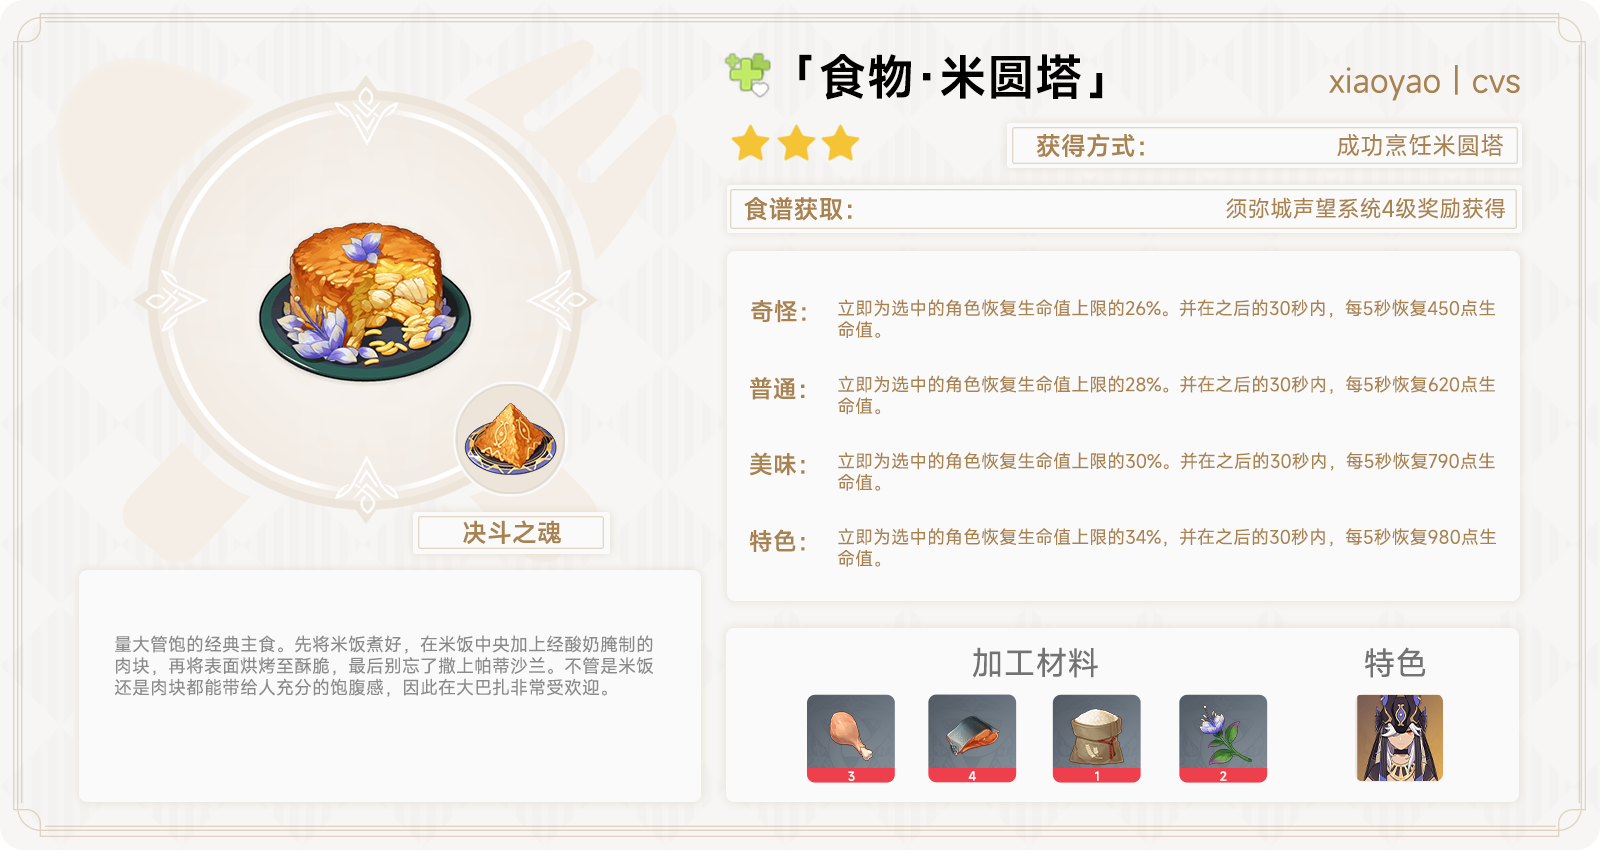 「食物·米圆塔」
xiaoyao | cvs
获得方式：
成功烹饪米圆塔
食谱获取：
须弥城声望系统4级奖励获得
奇怪：
立即为选中的角色恢复生命值上限的26%。并在之后的30秒内，每5秒恢复450点生
命值。
普通：
立即为选中的角色恢复生命值上限的28%。并在之后的30秒内，每5秒恢复620点生
命值。
美味：
立即为选中的角色恢复生命值上限的30%。并在之后的30秒内，每5秒恢复790点生
命值。
特色：
立即为选中的角色恢复生命值上限的34%，并在之后的30秒内，每5秒恢复980点生
命值。
决斗之魂
量大管饱的经典主食。先将米饭煮好，在米饭中央加上经酸奶腌制的
肉块，再将表面烘烤至酥脆，最后别忘了撒上帕蒂沙兰。不管是米饭
还是肉块都能带给人充分的饱腹感，因此在大巴扎非常受欢迎。
加工材料
特色
3
4
1
2